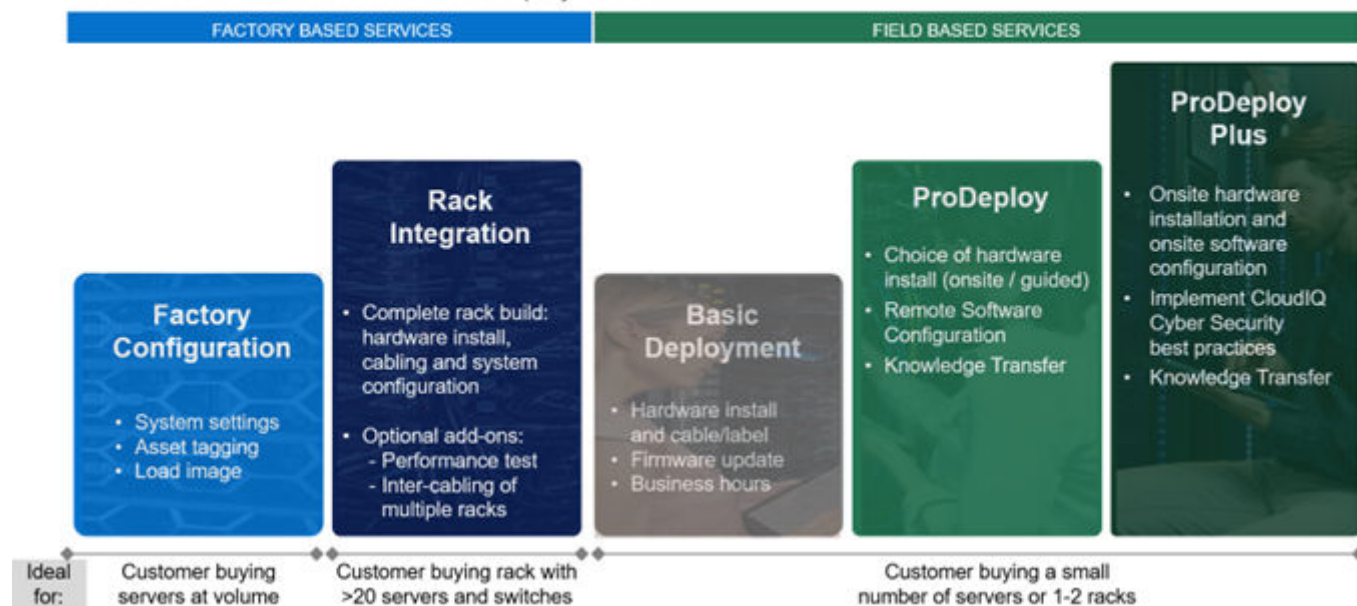 FACTORY BASED SERVICES
FIELD BASED SERVICES
Factory
Configuration
• System settings
• Asset tagging
• Load image
Rack
Integration
• Complete rack build:
hardware install,
cabling and system
configuration
• Optional add-ons:
- Performance test
- Inter-cabling of
multiple racks
Basic
Deployment
• Hardware install
and cable/label
• Firmware update
• Business hours
ProDeploy
• Choice of hardware
install (onsite / guided)
• Remote Software
Configuration
• Knowledge Transfer
ProDeploy
Plus
• Onsite hardware
installation and
onsite software
configuration
• Implement CloudIQ
Cyber Security
best practices
• Knowledge Transfer
Ideal
for:
Customer buying
servers at volume
Customer buying rack with
>20 servers and switches
Customer buying a small
number of servers or 1-2 racks